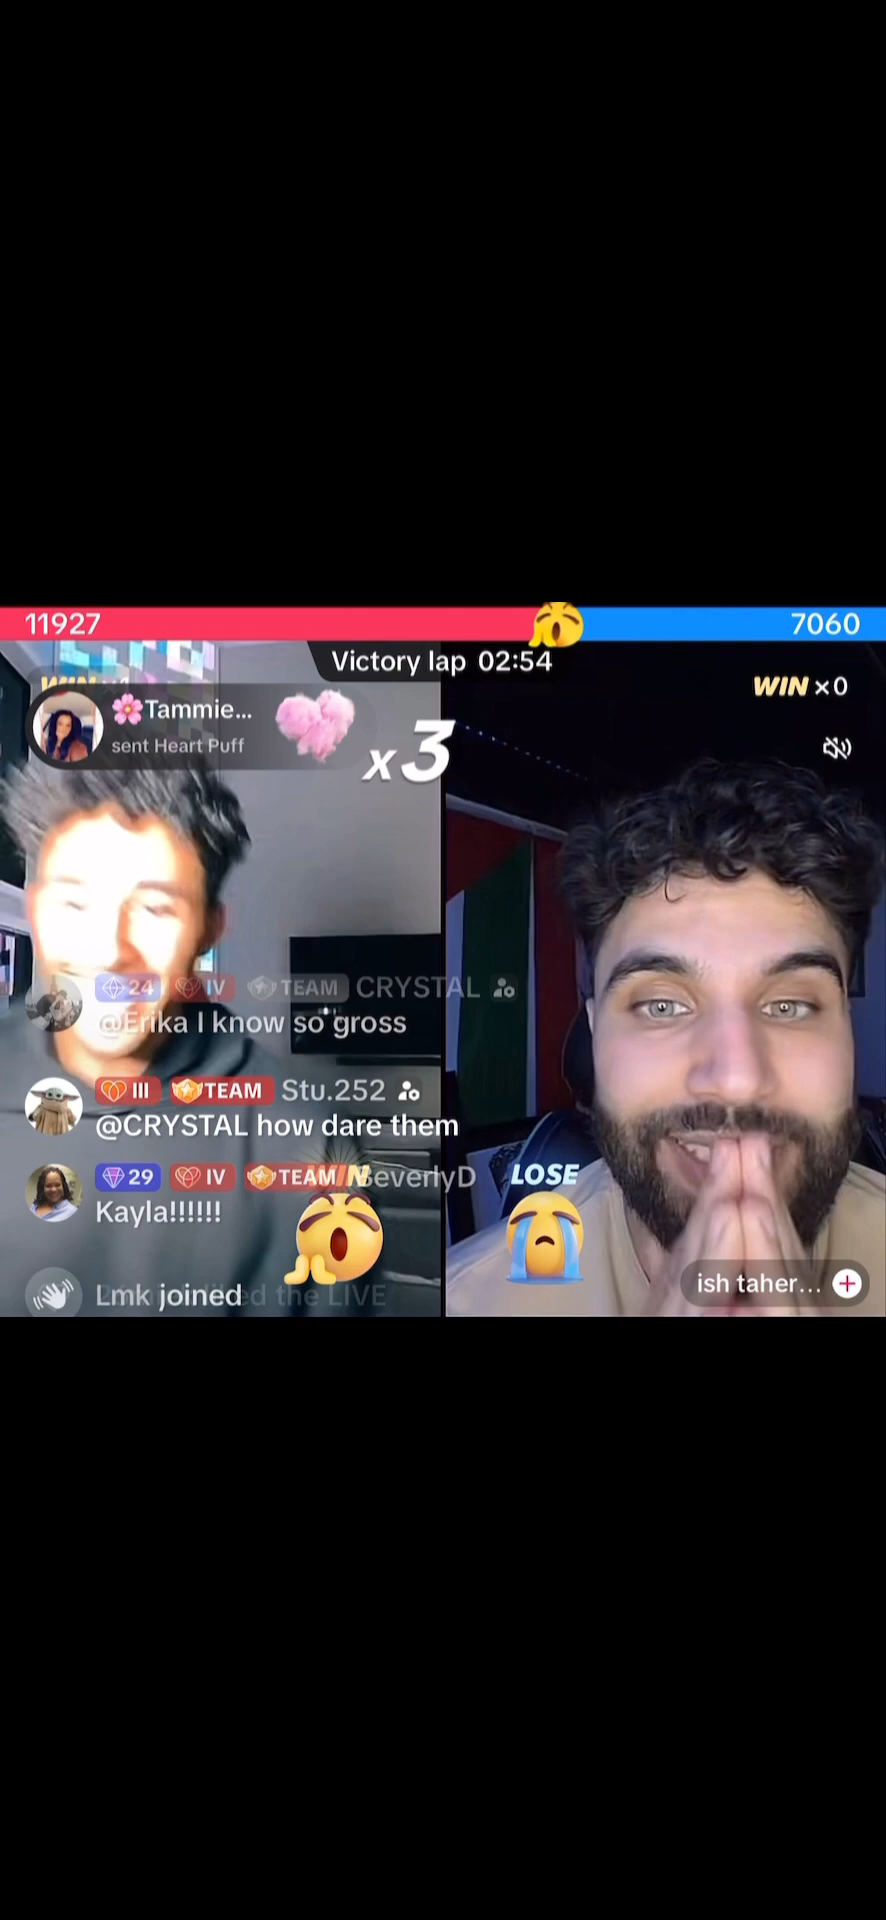 11927
7060
Victory lap 02:54
WIN
WIN ×0
🌸Tammie...
sent Heart Puff
x3
24 IV TEAM CRYSTAL
@Erika I know so gross
III TEAM Stu.252
@CRYSTAL how dare them
29 IV TEAM BeverlyD
WIN
LOSE
Kayla!!!!!!
ish taher...
Lmk joined
the LIVE